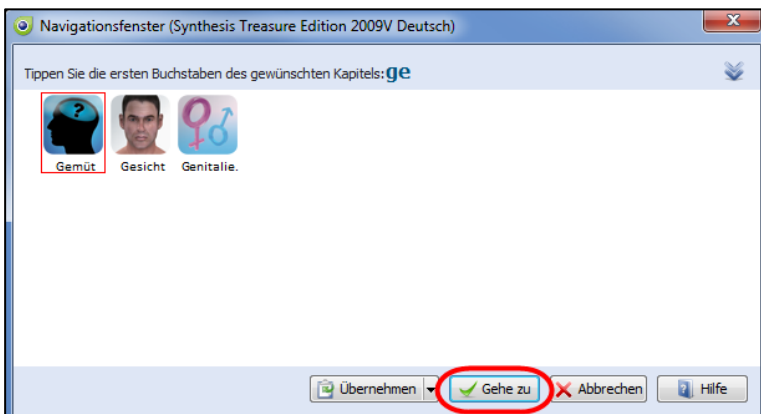 Navigationsfenster (Synthesis Treasure Edition 2009V Deutsch)
Tippen Sie die ersten Buchstaben des gewünschten Kapitels: ge
Gemüt Gesicht Genitalie.
Übernehmen Gehe zu Abbrechen Hilfe